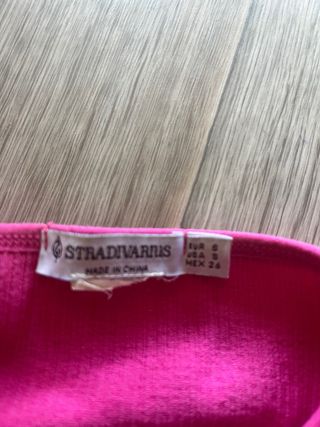 STRADIVARIUS
MADE IN CHINA
EUR S
USA S
MEX 26